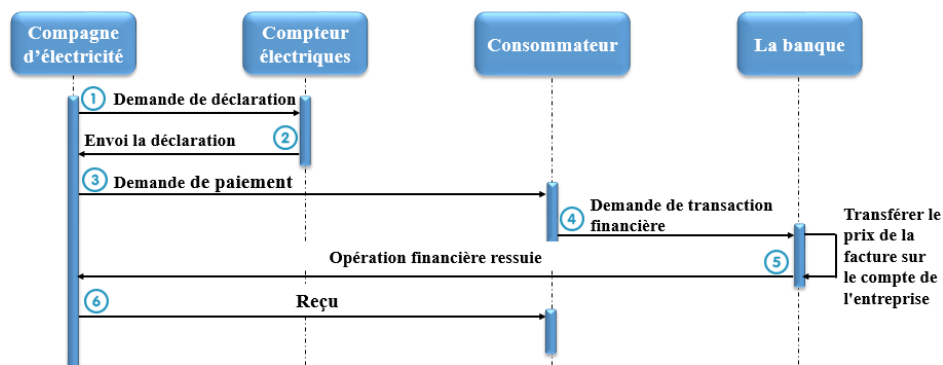 Compagne
d'électricité
Compteur
électriques
Consommateur
La banque
1 Demande de déclaration
Envoi la déclaration 2
3 Demande de paiement
4 Demande de transaction
financière
Transférer le
prix de la
facture sur
le compte de
l'entreprise
Opération financière ressuie 5
6 Reçu